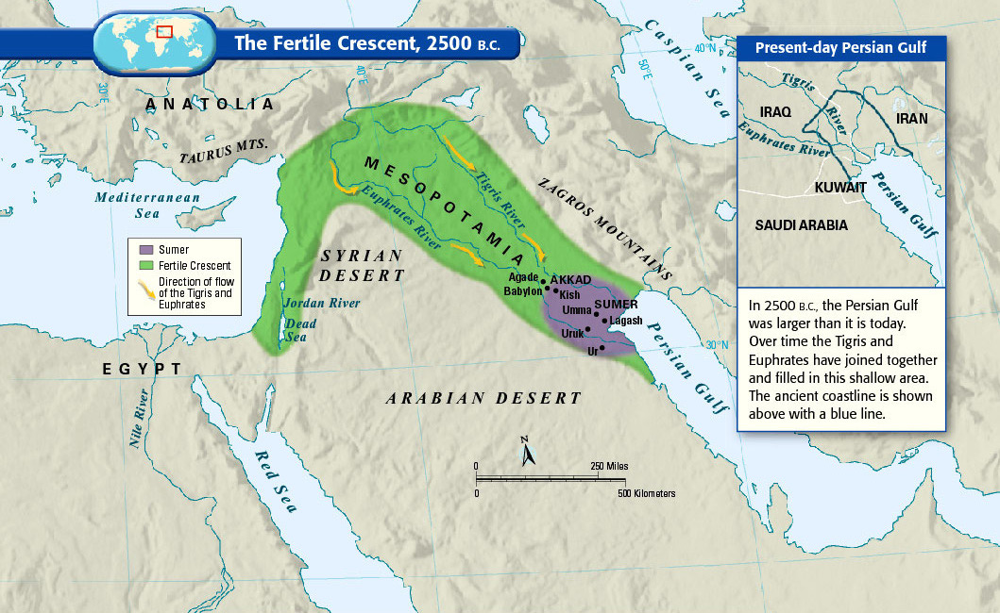 The Fertile Crescent, 2500 B.C.
30°E
40°E
50°E
40°N
30°N
ANATOLIA
TAURUS MTS.
Caspian Sea
Mediterranean
Sea
MESOPOTAMIA
Tigris River
Euphrates River
ZAGROS MOUNTAINS
SYRIAN
DESERT
Sumer
Fertile Crescent
Direction of flow
of the Tigris and
Euphrates
Jordan River
Dead
Sea
Agade
AKKAD
Babylon
Kish
Umma
SUMER
Lagash
Uruk
Ur
Persian Gulf
EGYPT
Nile River
Red Sea
ARABIAN DESERT
N
0
250 Miles
0
500 Kilometers
Present-day Persian Gulf
Tigris
River
IRAQ
IRAN
Euphrates River
KUWAIT
Persian Gulf
SAUDI ARABIA
In 2500 B.C., the Persian Gulf
was larger than it is today.
Over time the Tigris and
Euphrates have joined together
and filled in this shallow area.
The ancient coastline is shown
above with a blue line.